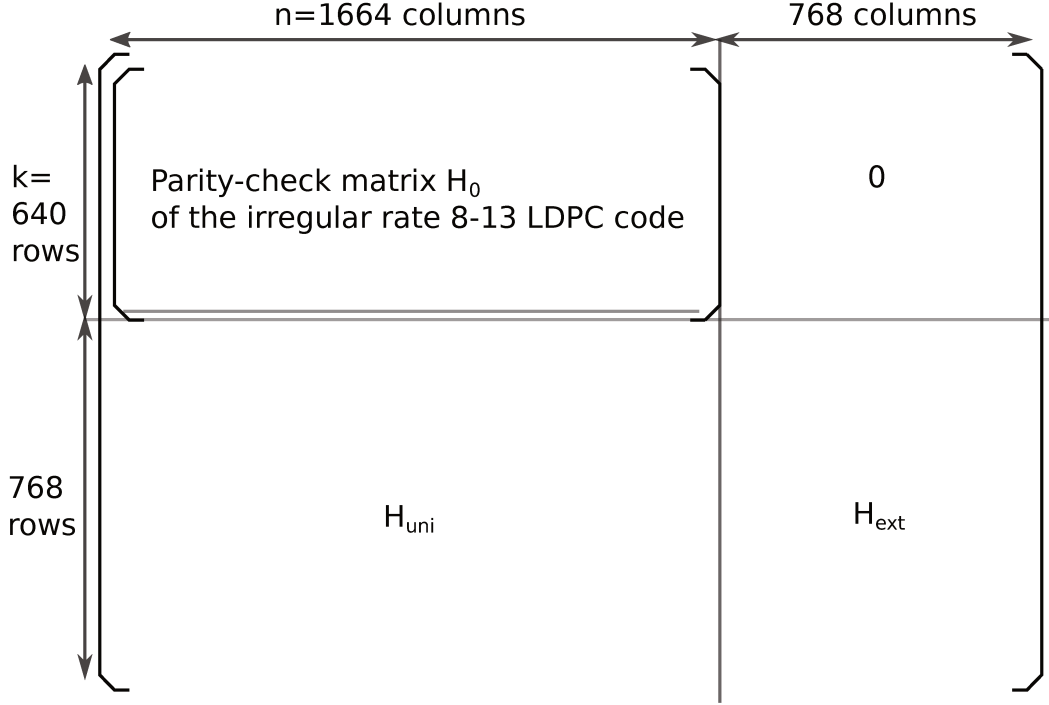 n=1664 columns
768 columns
k=
640
rows
Parity-check matrix H₀
of the irregular rate 8-13 LDPC code
0
768
rows
Hᵤₙᵢ
Hₑₓₜ